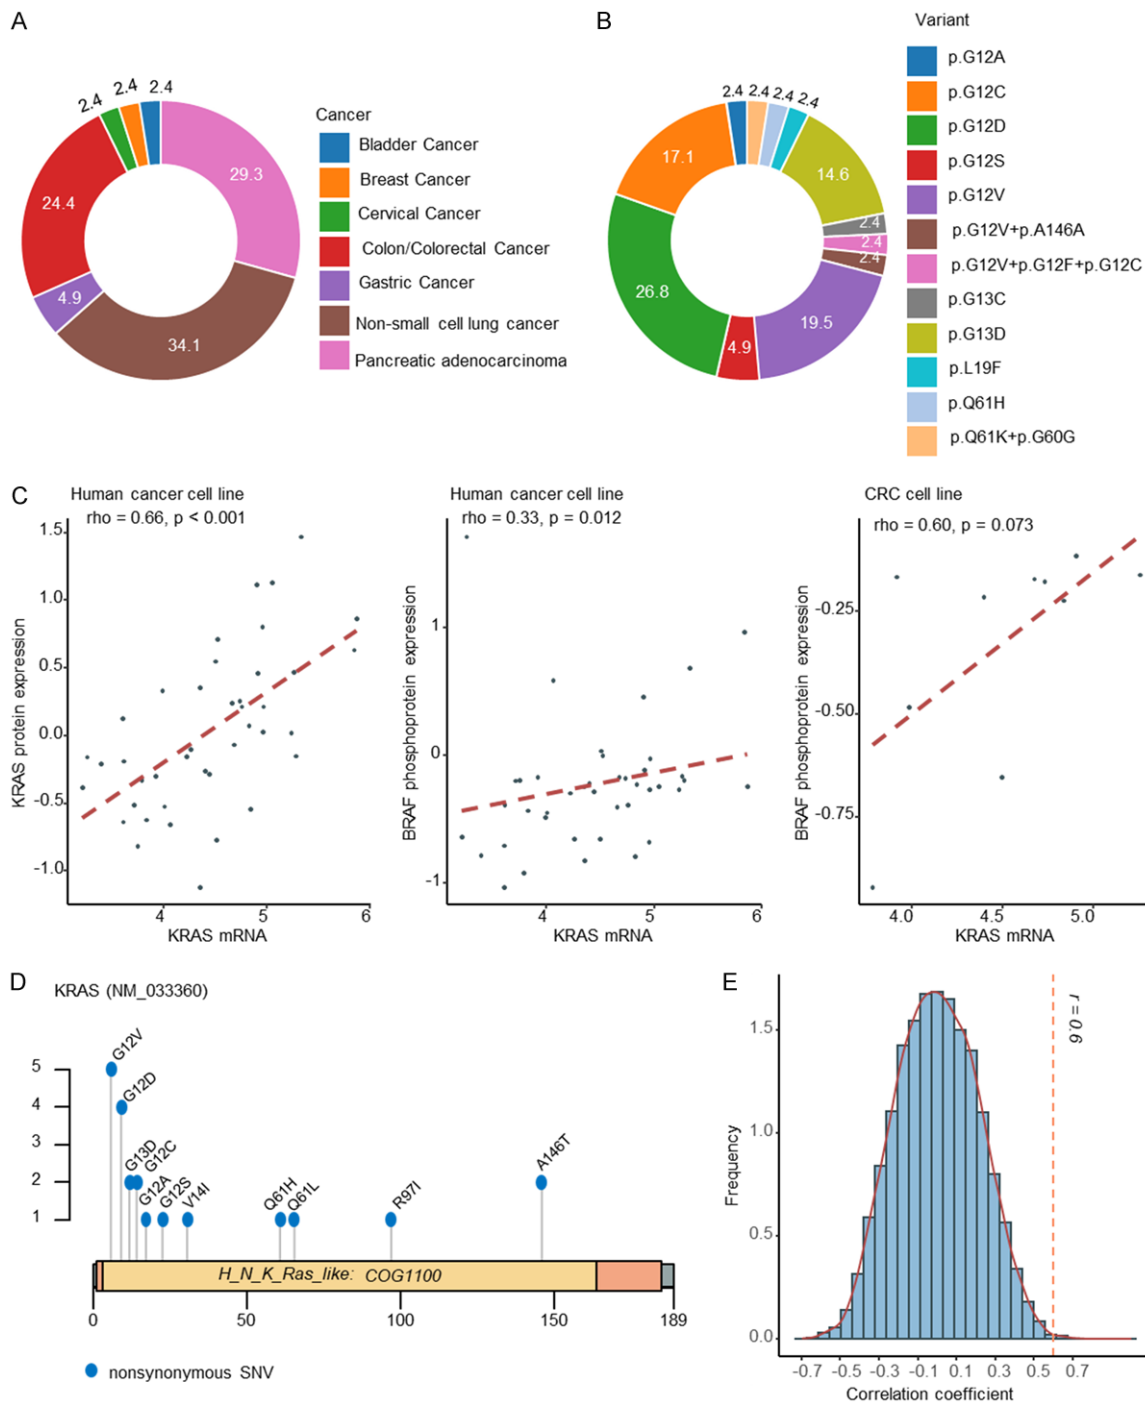 A
2.4
2.4
2.4
29.3
24.4
4.9
34.1
Cancer
Bladder Cancer
Breast Cancer
Cervical Cancer
Colon/Colorectal Cancer
Gastric Cancer
Non-small cell lung cancer
Pancreatic adenocarcinoma
B
2.4
2.4
2.4
2.4
17.1
14.6
2.4
2.4
2.4
26.8
19.5
4.9
Variant
p.G12A
p.G12C
p.G12D
p.G12S
p.G12V
p.G12V+p.A146A
p.G12V+p.G12F+p.G12C
p.G13C
p.G13D
p.L19F
p.Q61H
p.Q61K+p.G60G
C
Human cancer cell line
rho = 0.66, p < 0.001
KRAS protein expression
1.5
1.0
0.5
0.0
-0.5
-1.0
4
5
6
KRAS mRNA
Human cancer cell line
rho = 0.33, p = 0.012
BRAF phosphoprotein expression
1
0
-1
4
5
6
KRAS mRNA
CRC cell line
rho = 0.60, p = 0.073
BRAF phosphoprotein expression
-0.25
-0.50
-0.75
4.0
4.5
5.0
KRAS mRNA
D
KRAS (NM_033360)
5
4
3
2
1
G12V
G12D
G13D
G12C
G12A
G12S
V14I
Q61H
Q61L
R97I
A146T
H_N_K_Ras_like: COG1100
0
50
100
150
189
nonsynonymous SNV
E
r = 0.6
Frequency
1.5
1.0
0.5
0.0
-0.7
-0.5
-0.3
-0.1
0.1
0.3
0.5
0.7
Correlation coefficient